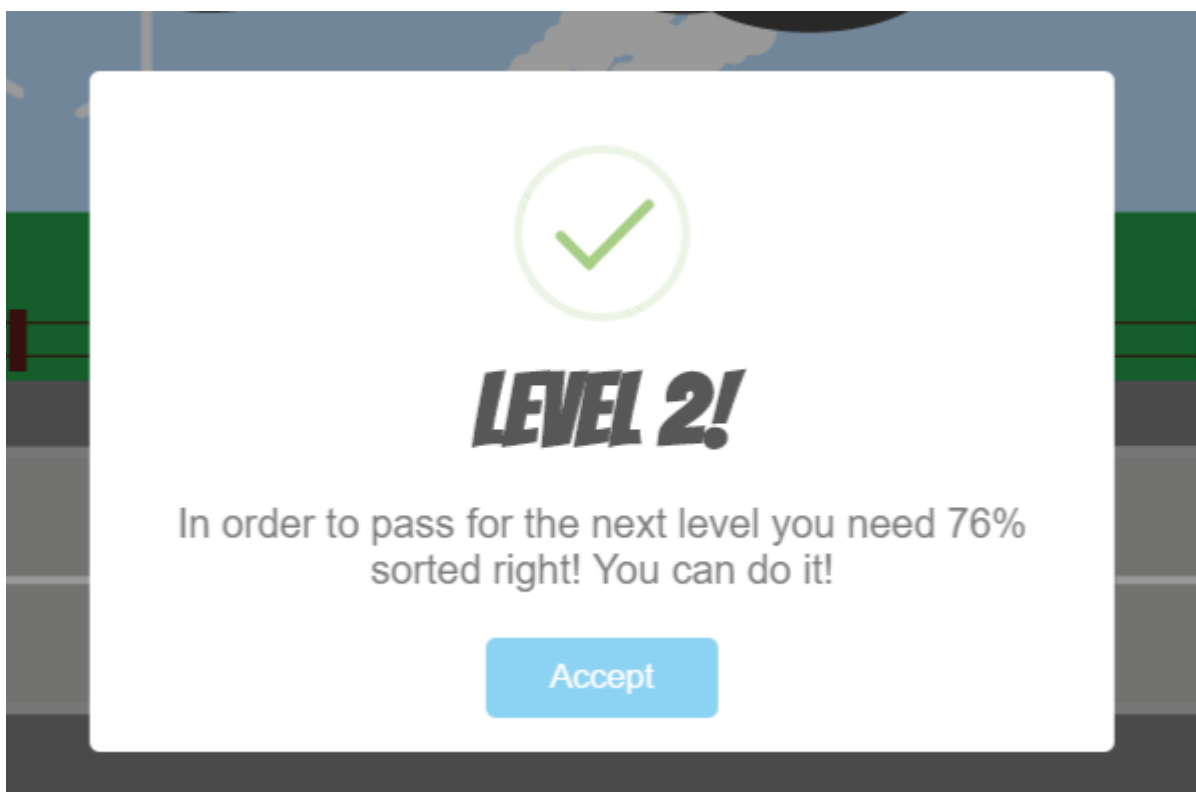 LEVEL 2!
In order to pass for the next level you need 76%
sorted right! You can do it!
Accept